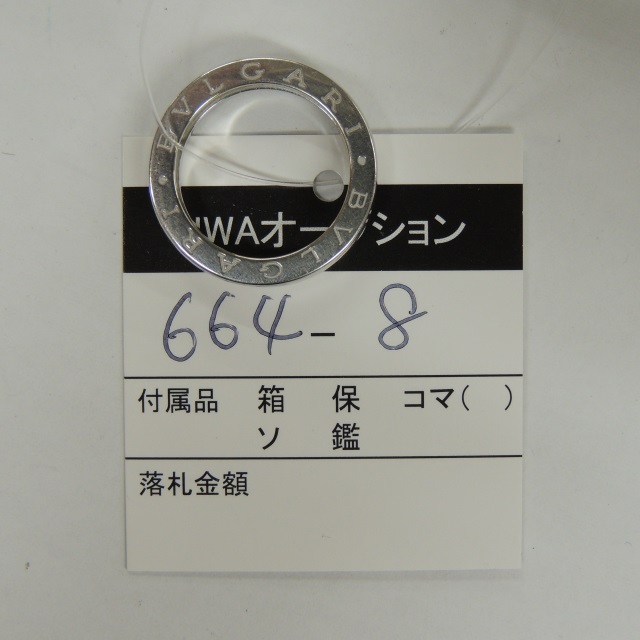 BVLGARI • BVLGARI •
WAオークション
664-8
付属品 箱 保 コマ( )
ソ 鑑
落札金額